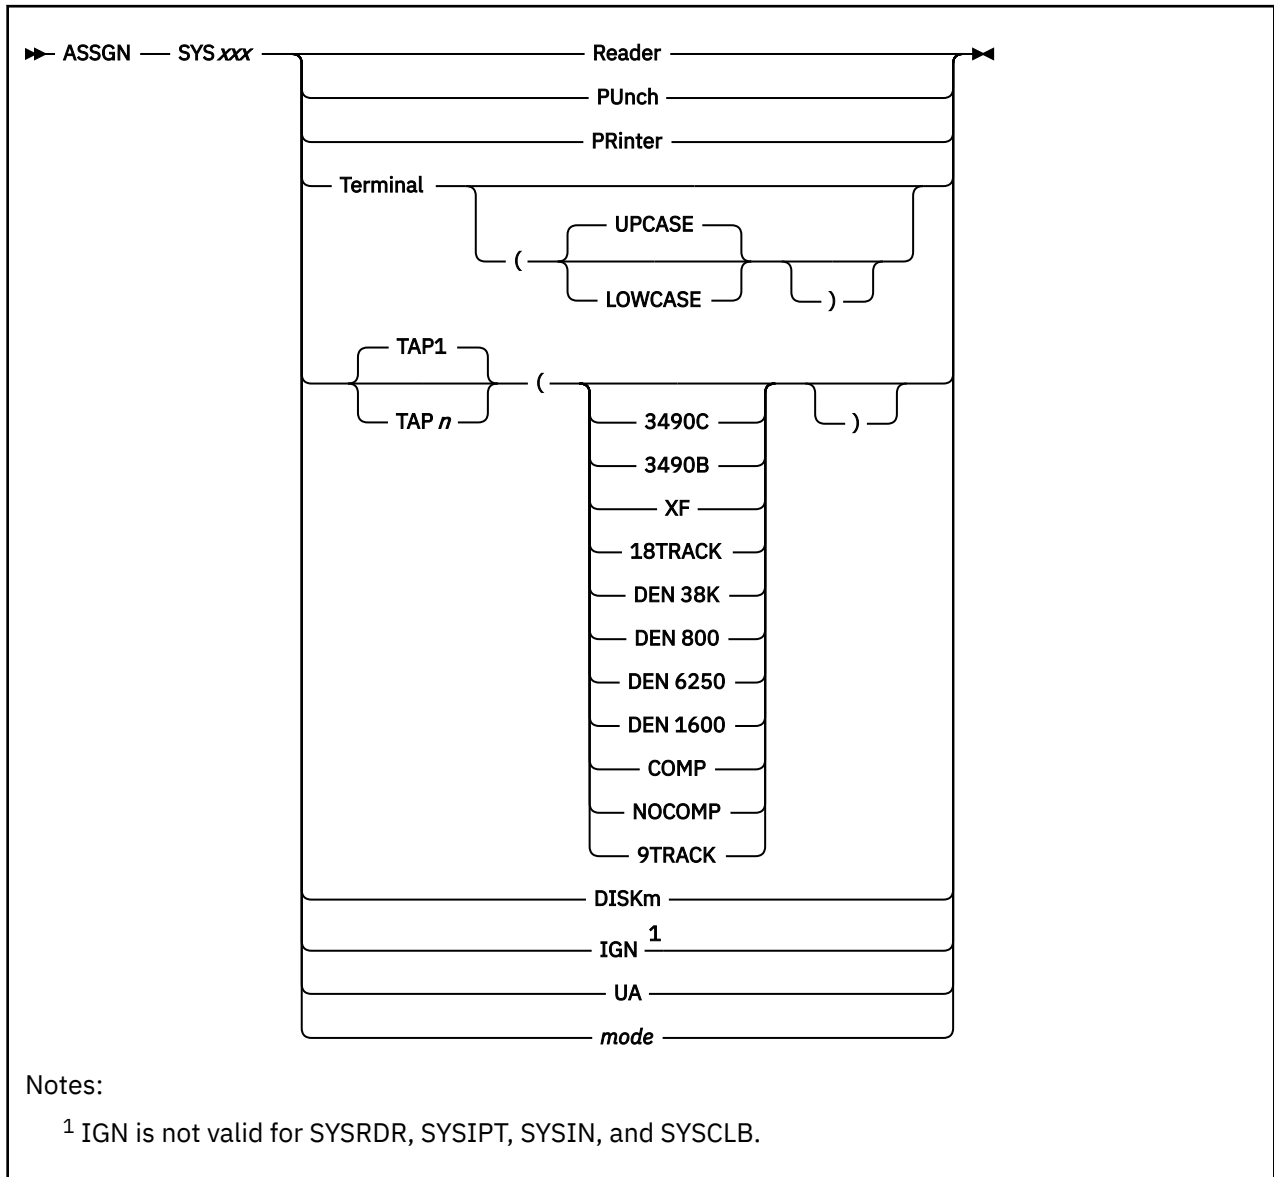 ASSGN SYSxxx Reader
PUnch
PRinter
Terminal
UPCASE
(
LOWCASE
)
TAP1
(
TAP n
)
3490C
3490B
XF
18TRACK
DEN 38K
DEN 800
DEN 6250
DEN 1600
COMP
NOCOMP
9TRACK
DISKm
IGN 1
UA
mode
Notes:
1 IGN is not valid for SYSRDR, SYSIPT, SYSIN, and SYSCLB.